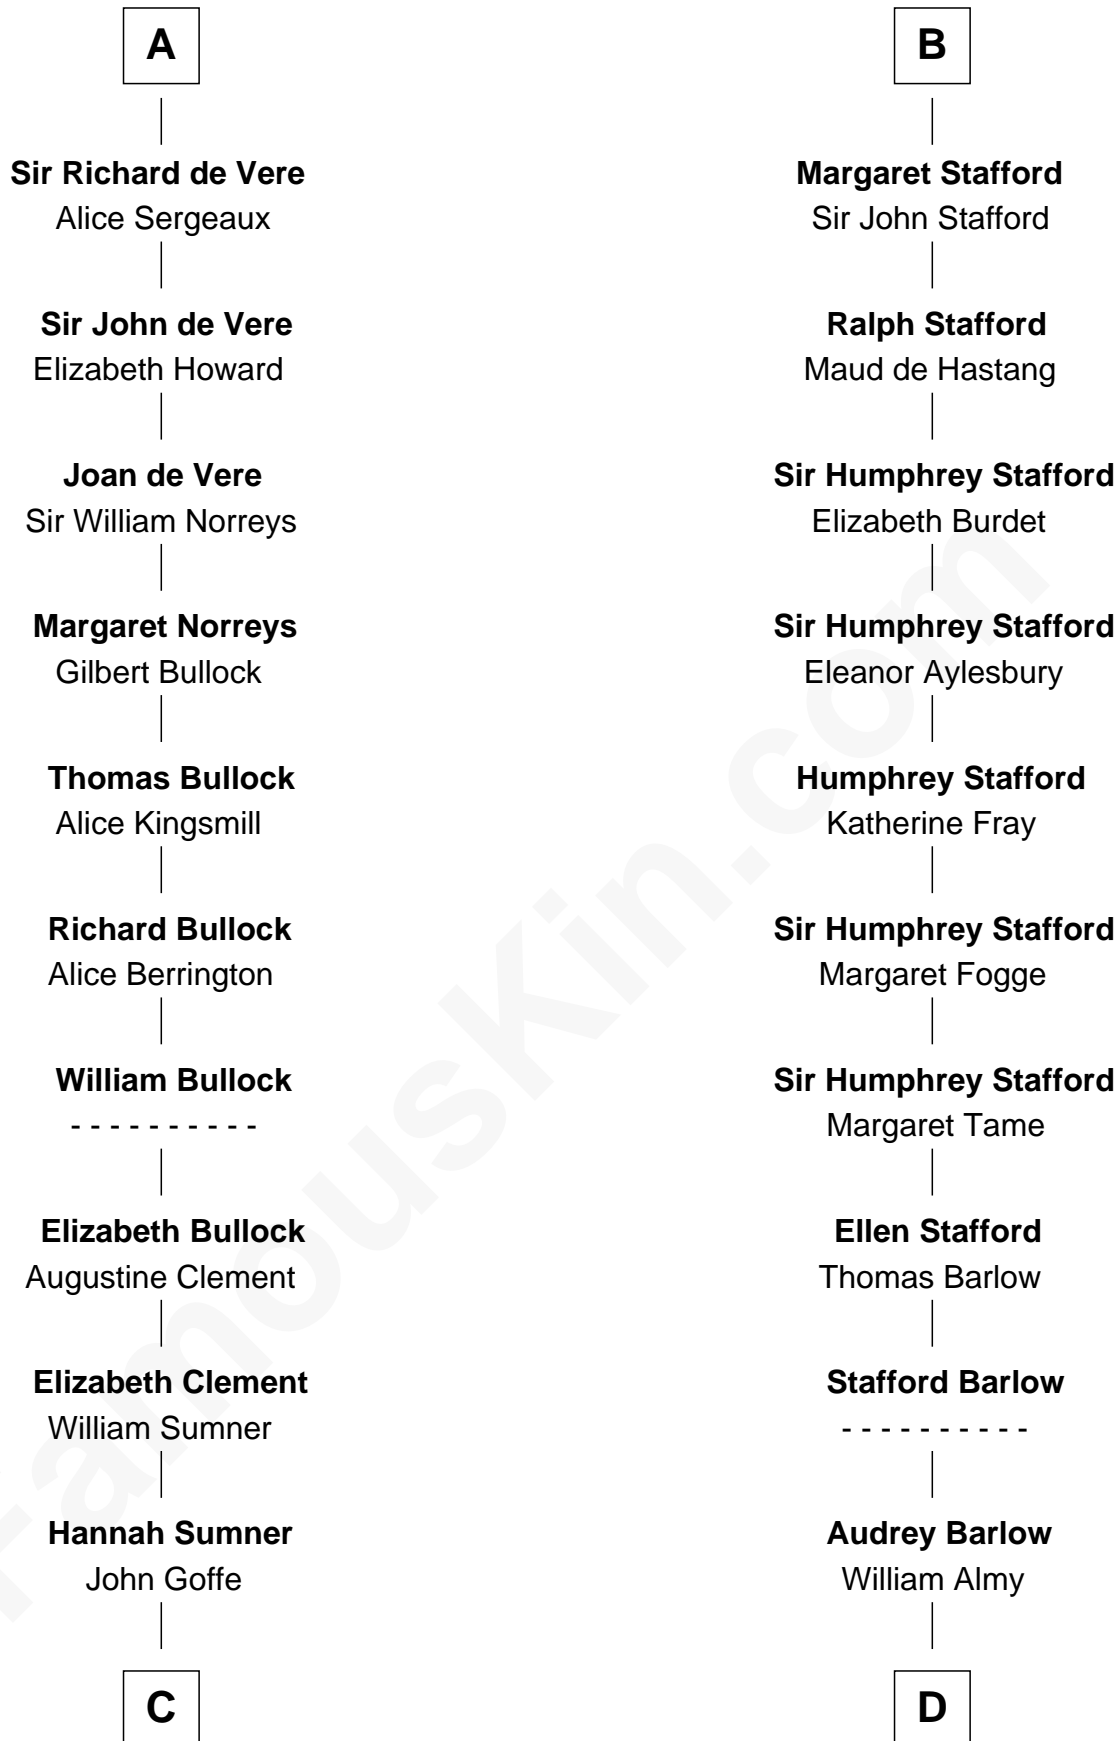 A
Sir Richard de Vere
Alice Sergeaux
Sir John de Vere
Elizabeth Howard
Joan de Vere
Sir William Norreys
Margaret Norreys
Gilbert Bullock
Thomas Bullock
Alice Kingsmill
Richard Bullock
Alice Berrington
William Bullock
- - - - - - - - - -
Elizabeth Bullock
Augustine Clement
Elizabeth Clement
William Sumner
Hannah Sumner
John Goffe
C
B
Margaret Stafford
Sir John Stafford
Ralph Stafford
Maud de Hastang
Sir Humphrey Stafford
Elizabeth Burdet
Sir Humphrey Stafford
Eleanor Aylesbury
Humphrey Stafford
Katherine Fray
Sir Humphrey Stafford
Margaret Fogge
Sir Humphrey Stafford
Margaret Tame
Ellen Stafford
Thomas Barlow
Stafford Barlow
- - - - - - - - - -
Audrey Barlow
William Almy
D
FamousKin.com